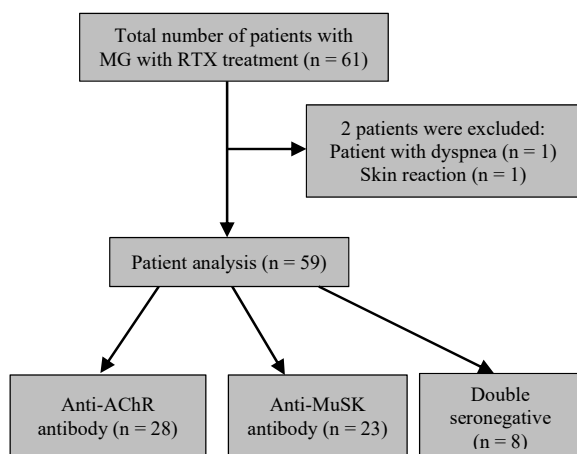 Total number of patients with
MG with RTX treatment (n = 61)
2 patients were excluded:
Patient with dyspnea (n = 1)
Skin reaction (n = 1)
Patient analysis (n = 59)
Anti-AChR
antibody (n = 28)
Anti-MuSK
antibody (n = 23)
Double
seronegative
(n = 8)